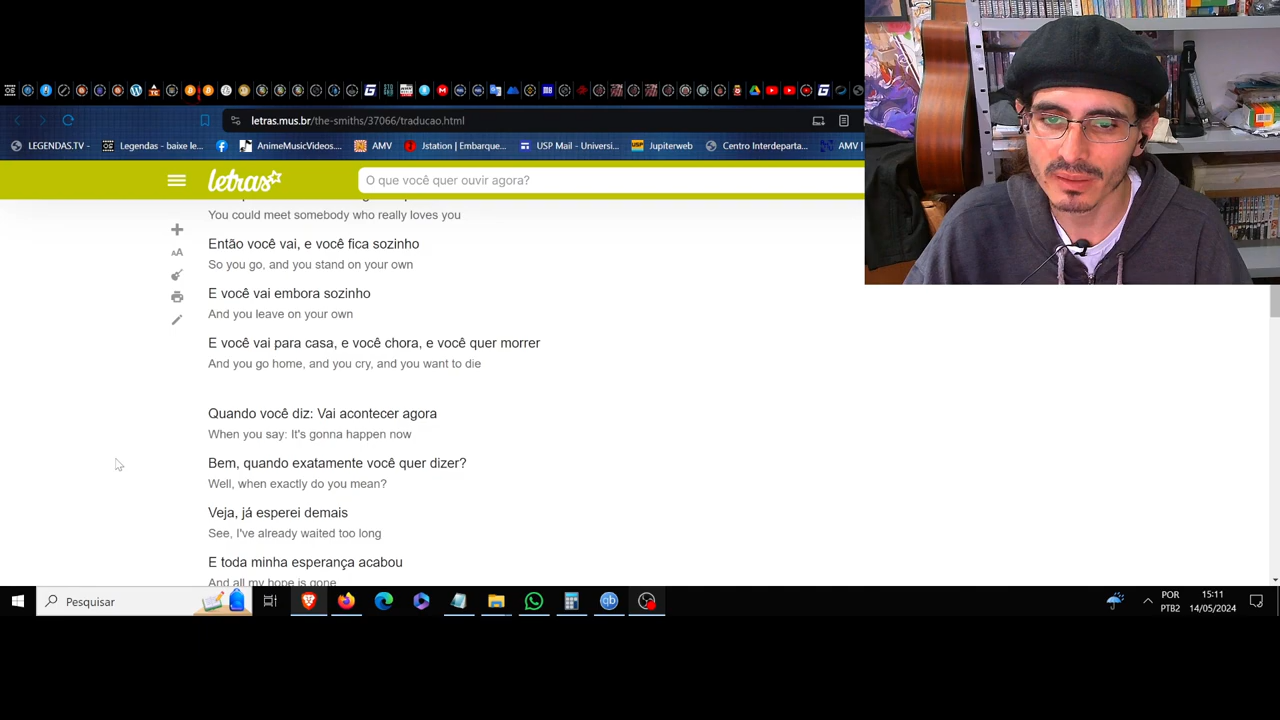 letras.mus.br/the-smiths/37066/traducao.html
LEGENDAS.TV -
Legendas - baixe le...
AnimeMusicVideos....
AMV
Jstation | Embarque...
USP Mail - Universi...
Jupiterweb
Centro Interdeparta...
AMV |
letras
O que você quer ouvir agora?
You could meet somebody who really loves you
Então você vai, e você fica sozinho
So you go, and you stand on your own
E você vai embora sozinho
And you leave on your own
E você vai para casa, e você chora, e você quer morrer
And you go home, and you cry, and you want to die
Quando você diz: Vai acontecer agora
When you say: It's gonna happen now
Bem, quando exatamente você quer dizer?
Well, when exactly do you mean?
Veja, já esperei demais
See, I've already waited too long
E toda minha esperança acabou
And all my hope is gone
Pesquisar
POR
PTB2
15:11
14/05/2024